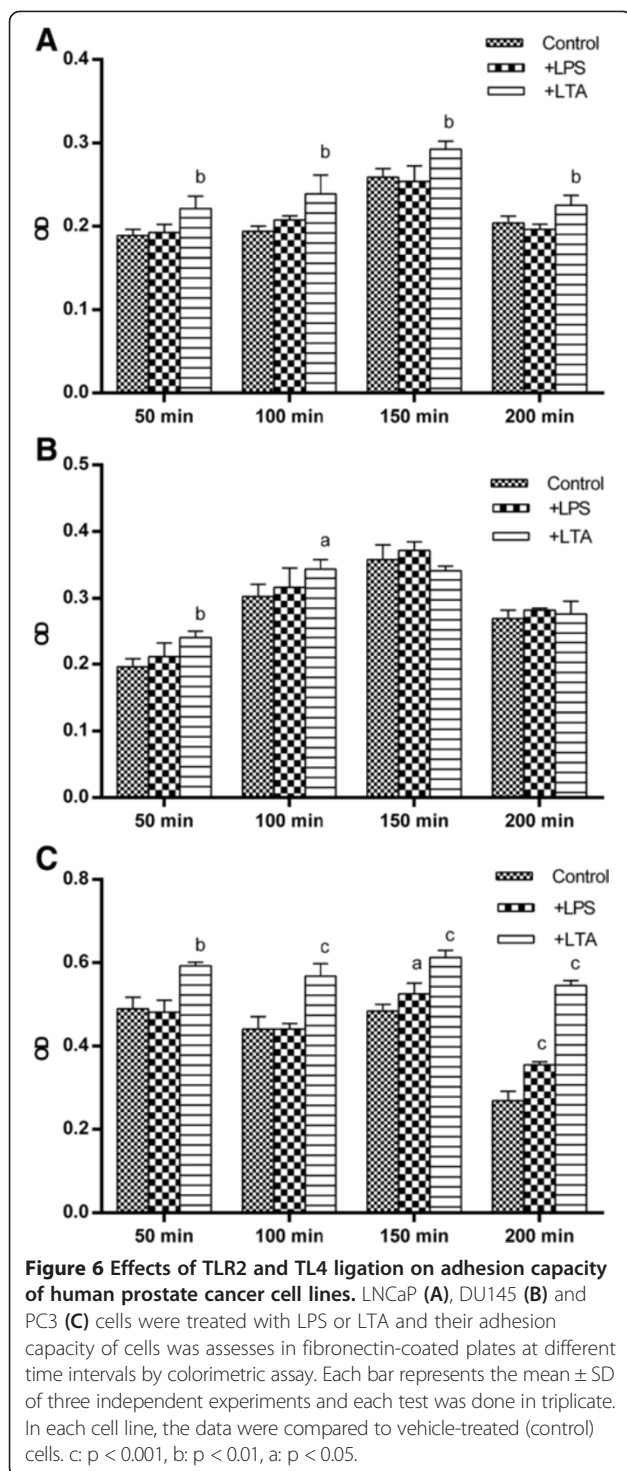 A
Control
+LPS
+LTA
0.4
0.3
0.2
0.1
0.0
OD
b b b b
50 min 100 min 150 min 200 min
B
Control
+LPS
+LTA
0.5
0.4
0.3
0.2
0.1
0.0
OD
b a
50 min 100 min 150 min 200 min
C
Control
+LPS
+LTA
0.8
0.6
0.4
0.2
0.0
OD
b c a c c c
50 min 100 min 150 min 200 min
Figure 6 Effects of TLR2 and TL4 ligation on adhesion capacity
of human prostate cancer cell lines. LNCaP (A), DU145 (B) and
PC3 (C) cells were treated with LPS or LTA and their adhesion
capacity of cells was assesses in fibronectin-coated plates at different
time intervals by colorimetric assay. Each bar represents the mean ± SD
of three independent experiments and each test was done in triplicate.
In each cell line, the data were compared to vehicle-treated (control)
cells. c: p < 0.001, b: p < 0.01, a: p < 0.05.